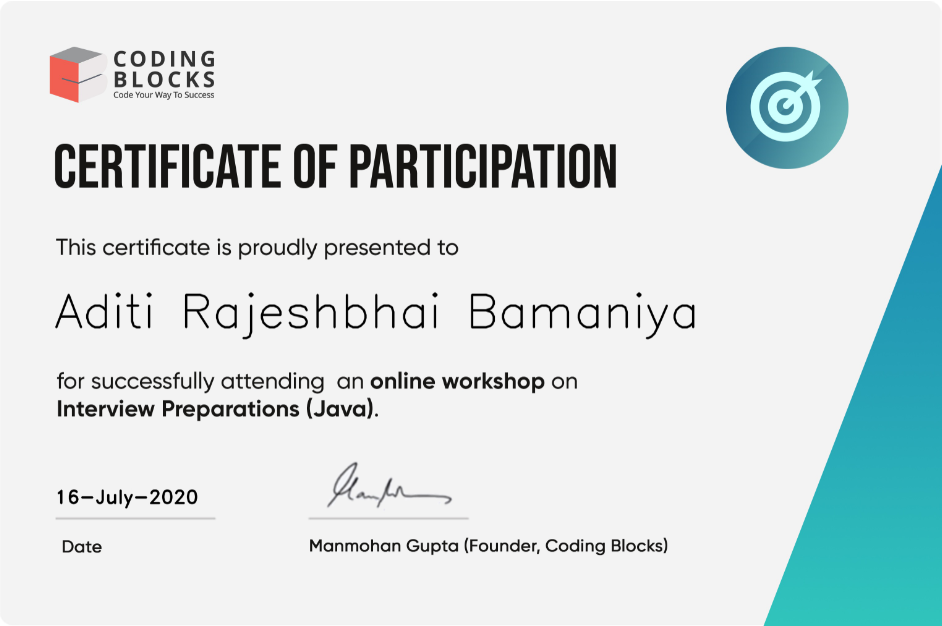 CODING
BLOCKS
Code Your Way To Success
CERTIFICATE OF PARTICIPATION
This certificate is proudly presented to
Aditi Rajeshbhai Bamaniya
for successfully attending  an online workshop on
Interview Preparations (Java).
16-July-2020
Date
Manmohan Gupta (Founder, Coding Blocks)